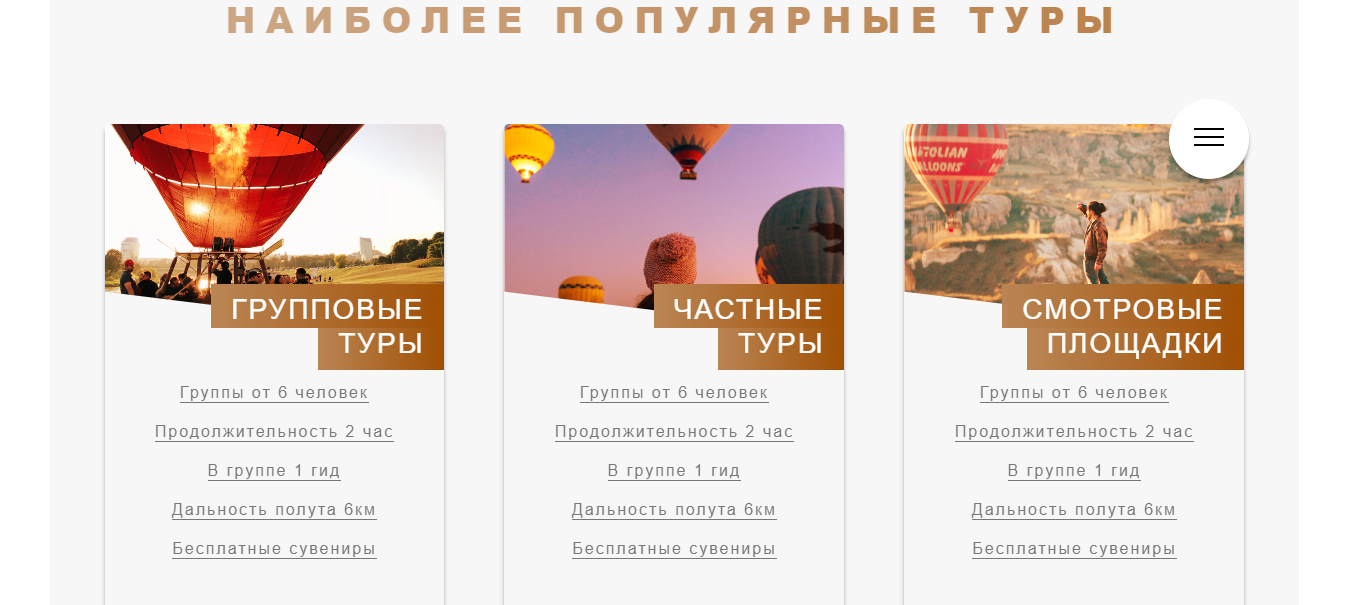 НАИБОЛЕЕ ПОПУЛЯРНЫЕ ТУРЫ
ГРУППОВЫЕ
ТУРЫ
Группы от 6 человек
Продолжительность 2 час
В группе 1 гид
Дальность полута 6км
Бесплатные сувениры
ЧАСТНЫЕ
ТУРЫ
Группы от 6 человек
Продолжительность 2 час
В группе 1 гид
Дальность полута 6км
Бесплатные сувениры
BALLOONS
СМОТРОВЫЕ
ПЛОЩАДКИ
Группы от 6 человек
Продолжительность 2 час
В группе 1 гид
Дальность полута 6км
Бесплатные сувениры